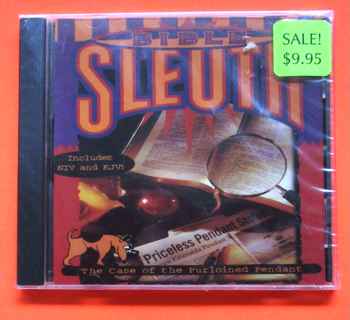 BIBLE
SALE!
$9.95
SLEUTH
Includes
NIV and KJV!
Priceless Pendant
The Case of the Purloined Pendant